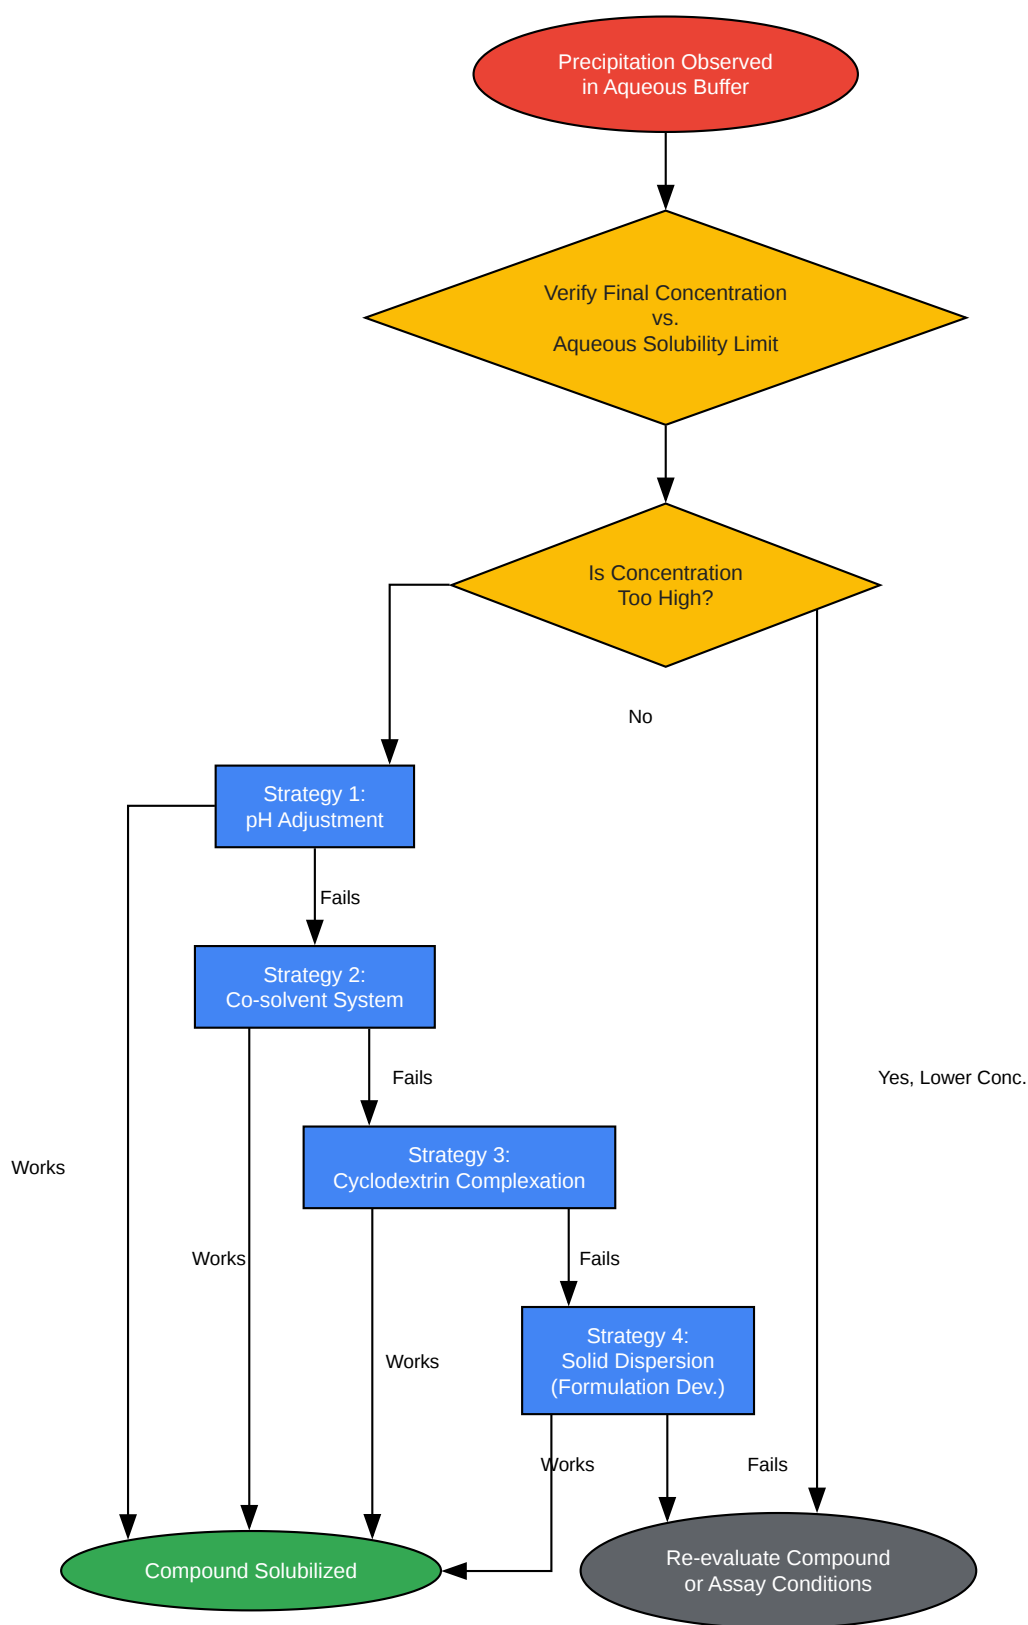 Precipitation Observed
in Aqueous Buffer
Verify Final Concentration
vs.
Aqueous Solubility Limit
Is Concentration
Too High?
No
Strategy 1:
pH Adjustment
Fails
Strategy 2:
Co-solvent System
Fails
Yes, Lower Conc.
Strategy 3:
Cyclodextrin Complexation
Works
Works
Fails
Strategy 4:
Solid Dispersion
(Formulation Dev.)
Works
Works
Fails
Compound Solubilized
Re-evaluate Compound
or Assay Conditions